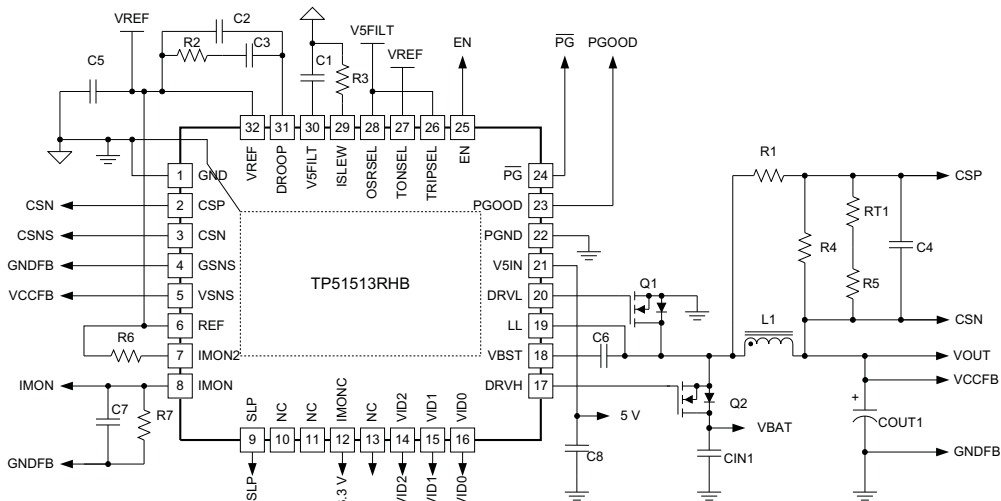 VREF
C2
R2
C3
C5
C1
R3
V5FILT
VREF
EN
PG
PGOOD
32
31
30
29
28
27
26
25
VREF
DROOP
V5FILT
ISLEW
OSRSEL
TONSEL
TRIPSEL
EN
1 GND
CSN 2 CSP
CSNS 3 CSN
GNDFB 4 GSNS
VCCFB 5 VSNS
6 REF
R6 7 IMON2
IMON 8 IMON
C7
R7
GNDFB
TP51513RHB
PG 24
PGOOD 23
PGND 22
V5IN 21
DRVL 20
LL 19
VBST 18
DRVH 17
SLP
NC
NC
IMONC
NC
VID2
VID1
VID0
9
10
11
12
13
14
15
16
SLP
.3 V
VID2
VID1
VID0
Q1
C6
Q2
5 V
C8
VBAT
CIN1
R1
CSP
RT1
R4
C4
R5
CSN
L1
VOUT
VCCFB
+
COUT1
GNDFB